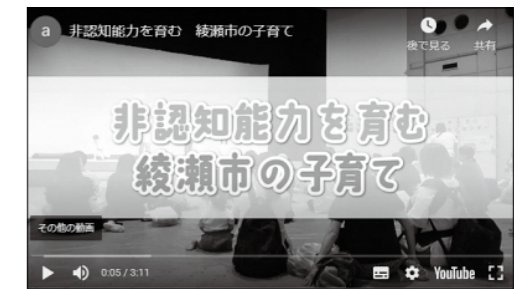 a 非認知能力を育む 綾瀬市の子育て
後で見る 共有
非認知能力を育む
綾瀬市の子育て
その他の動画
0:05 / 3:11
YouTube